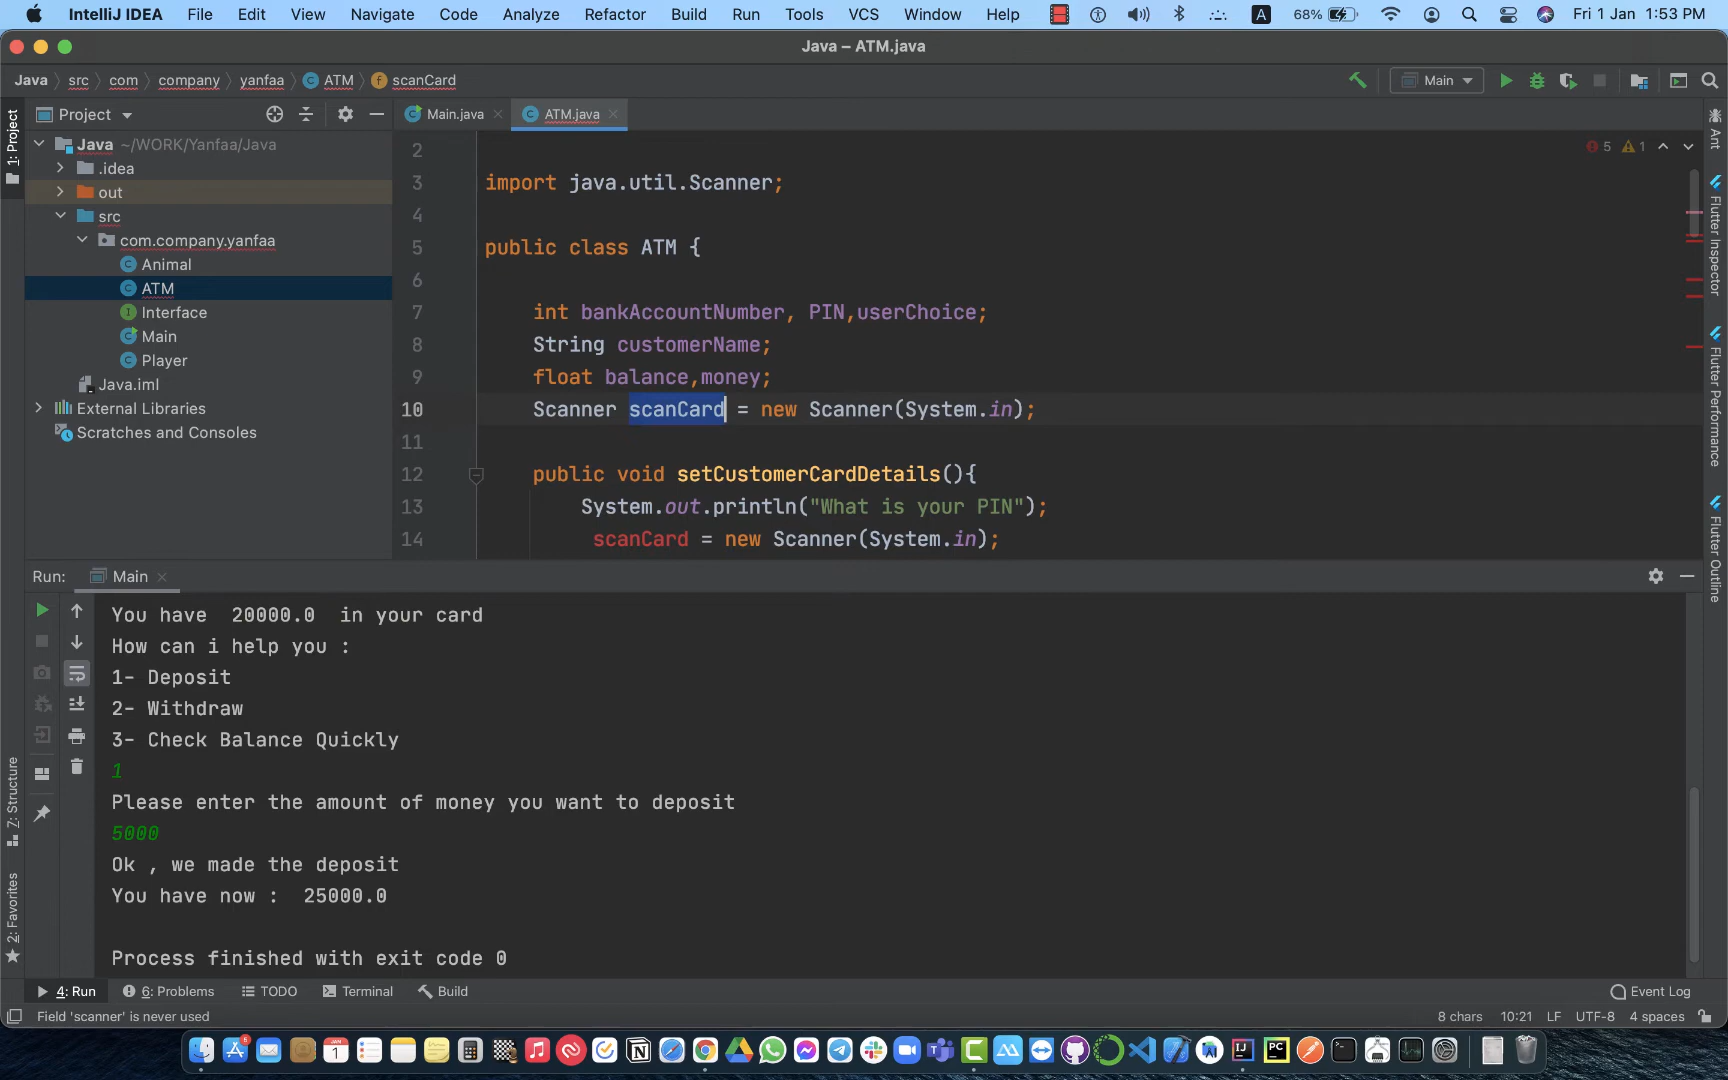 IntelliJ IDEA File Edit View Navigate Code Analyze Refactor Build Run Tools VCS Window Help A 68% Fri 1 Jan 1:53 PM
Java – ATM.java
Java src com company yanfaa ATM scanCard Main
Project Main.java ATM.java
Java ~/WORK/Yanfaa/Java
.idea
out
src
com.company.yanfaa
Animal
ATM
Interface
Main
Player
Java.iml
External Libraries
Scratches and Consoles
1: Project
5 1
2
3 import java.util.Scanner;
4
5 public class ATM {
6
7 int bankAccountNumber, PIN,userChoice;
8 String customerName;
9 float balance,money;
10 Scanner scanCard = new Scanner(System.in);
11
12 public void setCustomerCardDetails(){
13 System.out.println("What is your PIN");
14 scanCard = new Scanner(System.in);
Ant
Flutter Inspector
Flutter Performance
Flutter Outline
Run: Main
You have 20000.0 in your card
How can i help you :
1- Deposit
2- Withdraw
3- Check Balance Quickly
1
Please enter the amount of money you want to deposit
5000
Ok , we made the deposit
You have now : 25000.0
Process finished with exit code 0
Z: Structure
2: Favorites
4: Run 6: Problems TODO Terminal Build Event Log
Field 'scanner' is never used 8 chars 10:21 LF UTF-8 4 spaces